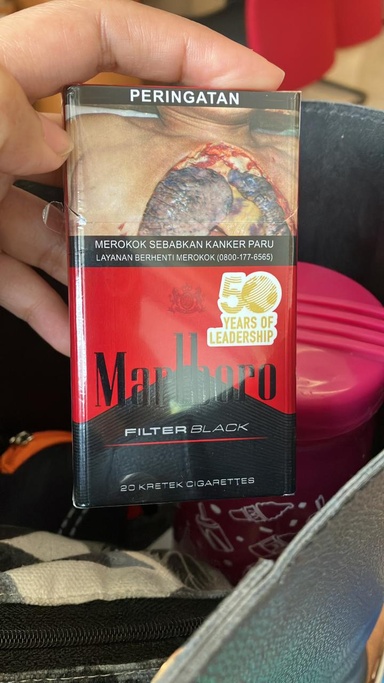 PERINGATAN
MEROKOK SEBABKAN KANKER PARU
LAYANAN BERHENTI MEROKOK (0800-177-6565)
50
YEARS OF
LEADERSHIP
Marlboro
FILTER BLACK
20 KRETEK CIGARETTES